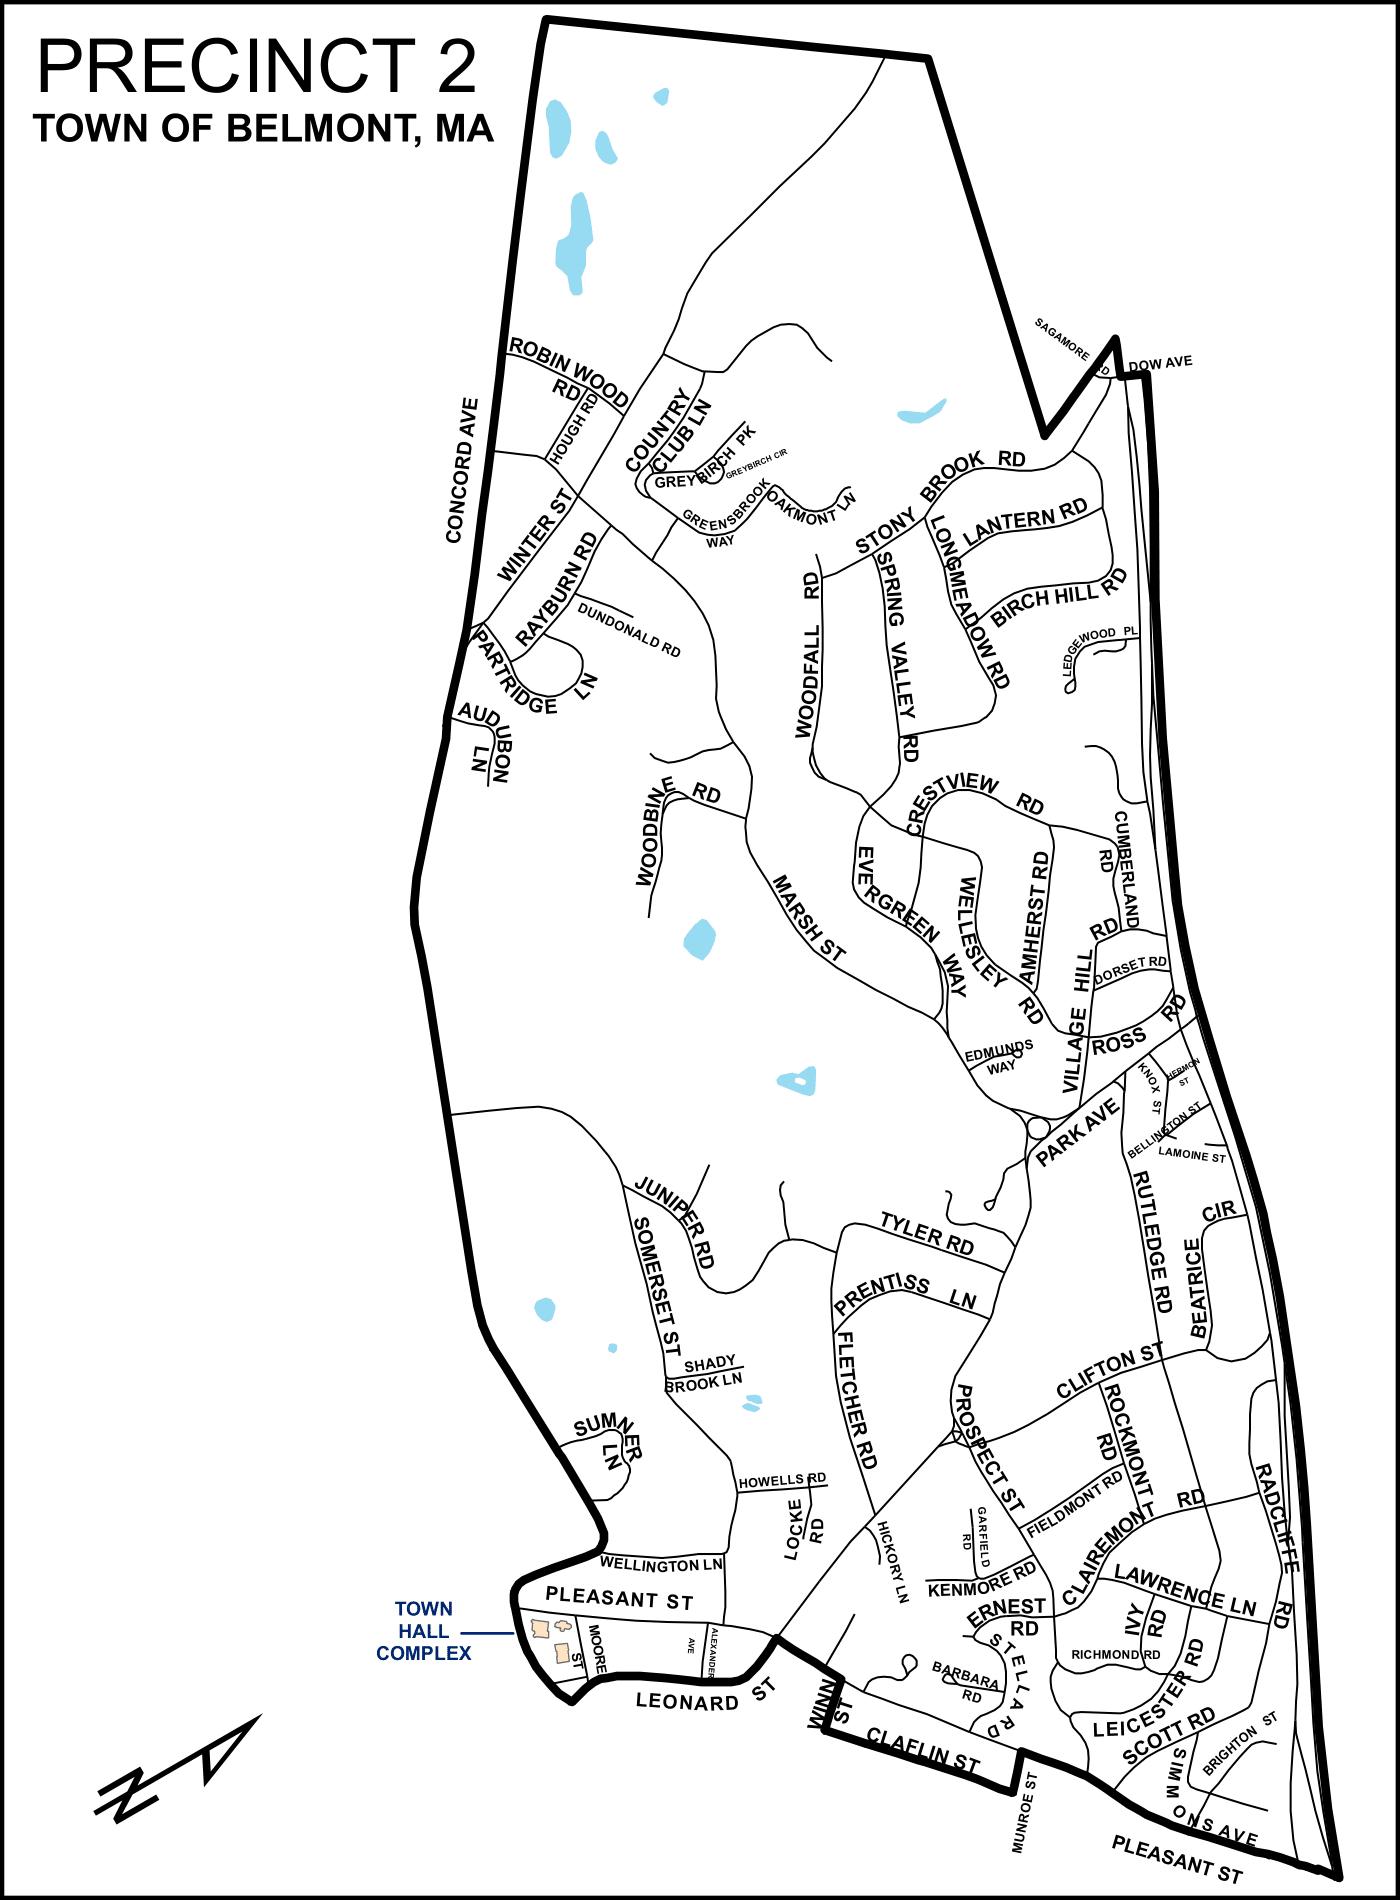 PRECINCT 2
TOWN OF BELMONT, MA
SAGAMORE RD
DOW AVE
ROBIN WOOD
RD
HOUGH RD
CONCORD AVE
COUNTRY
CLUB LN
GREYBIRCH PK
GREYBIRCH CIR
GREENSBROOK
WAY
OAKMONT LN
STONY BROOK RD
LANTERN RD
LONGMEADOW RD
BIRCH HILL RD
WINTER ST
RAYBURN RD
DUNDONALD RD
PARTRIDGE LN
SPRING VALLEY RD
WOODFALL RD
LEDGEWOOD PL
AUDUBON
LN
WOODBINE RD
CRESTVIEW RD
CUMBERLAND
RD
EVERGREEN WAY
WELLESLEY RD
AMHERST RD
MARSH ST
VILLAGE HILL RD
DORSET RD
ROSS RD
EDMUNDS
WAY
KNOX ST
HERMON
ST
PARK AVE
BELLINGTON ST
LAMOINE ST
JUNIPER RD
SOMERSET ST
TYLER RD
RUTLEDGE RD
BEATRICE CIR
PRENTISS LN
FLETCHER RD
SHADY
BROOK LN
CLIFTON ST
PROSPECT ST
ROCKMONT
RD
SUMNER
LN
HOWELLS RD
LOCKE
RD
FIELDMONT RD
CLAIREMONT RD
RADCLIFFE RD
HICKORY LN
GARFIELD
RD
KENMORE RD
WELLINGTON LN
PLEASANT ST
LAWRENCE LN
ERNEST
RD
IVY
RD
TOWN
HALL
COMPLEX
MOORE
ST
ALEXANDER
AVE
STELLA RD
RICHMOND RD
BARBARA
RD
LEICESTER RD
LEONARD ST
WINN
ST
CLAFLIN ST
SCOTT RD
SIMMONS AVE
BRIGHTON ST
MUNROE ST
PLEASANT ST
N